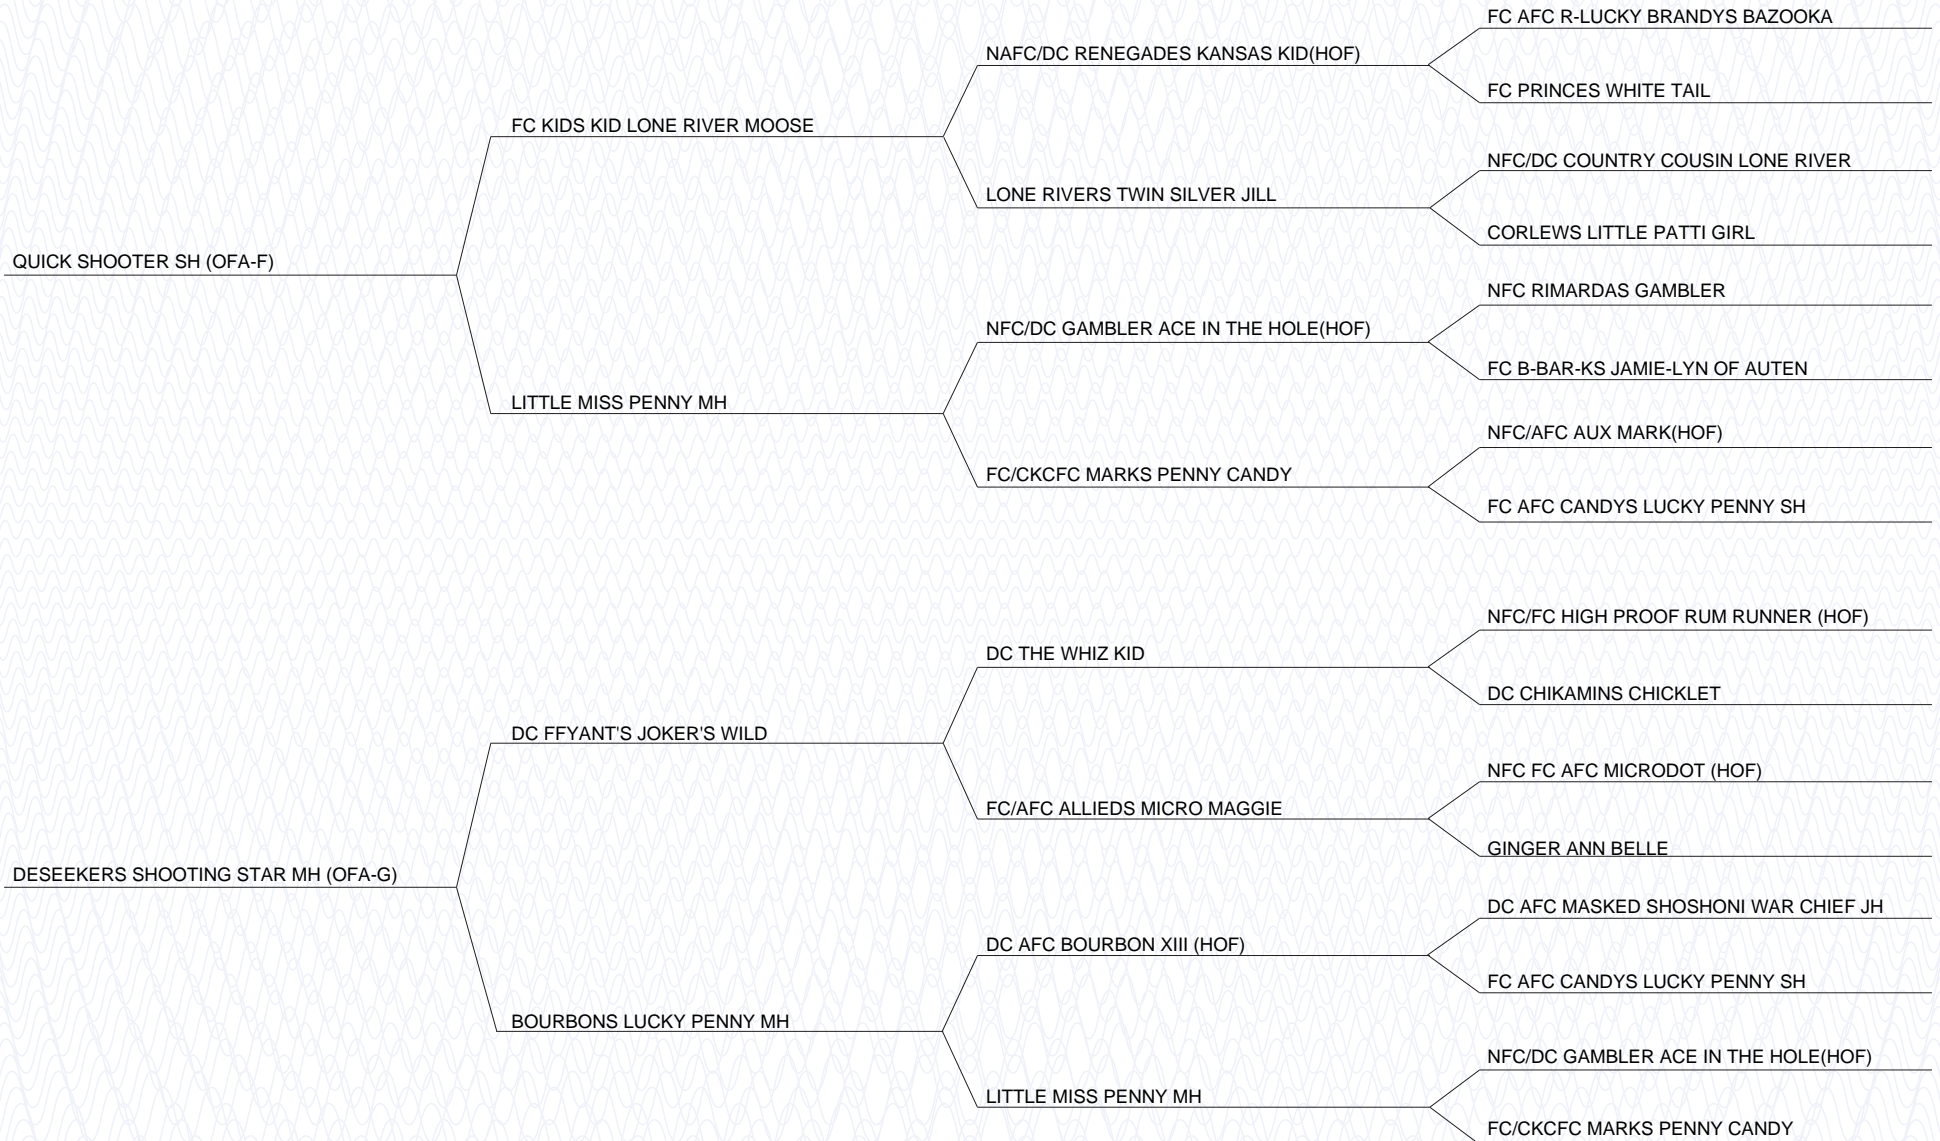 FC AFC R-LUCKY BRANDYS BAZOOKA
NAFC/DC RENEGADES KANSAS KID(HOF)
FC PRINCES WHITE TAIL
FC KIDS KID LONE RIVER MOOSE
NFC/DC COUNTRY COUSIN LONE RIVER
LONE RIVERS TWIN SILVER JILL
CORLEWS LITTLE PATTI GIRL
QUICK SHOOTER SH (OFA-F)
NFC RIMARDAS GAMBLER
NFC/DC GAMBLER ACE IN THE HOLE(HOF)
FC B-BAR-KS JAMIE-LYN OF AUTEN
LITTLE MISS PENNY MH
NFC/AFC AUX MARK(HOF)
FC/CKCFC MARKS PENNY CANDY
FC AFC CANDYS LUCKY PENNY SH
NFC/FC HIGH PROOF RUM RUNNER (HOF)
DC THE WHIZ KID
DC CHIKAMINS CHICKLET
DC FFYANT'S JOKER'S WILD
NFC FC AFC MICRODOT (HOF)
FC/AFC ALLIEDS MICRO MAGGIE
GINGER ANN BELLE
DESEEKERS SHOOTING STAR MH (OFA-G)
DC AFC MASKED SHOSHONI WAR CHIEF JH
DC AFC BOURBON XIII (HOF)
FC AFC CANDYS LUCKY PENNY SH
BOURBONS LUCKY PENNY MH
NFC/DC GAMBLER ACE IN THE HOLE(HOF)
LITTLE MISS PENNY MH
FC/CKCFC MARKS PENNY CANDY